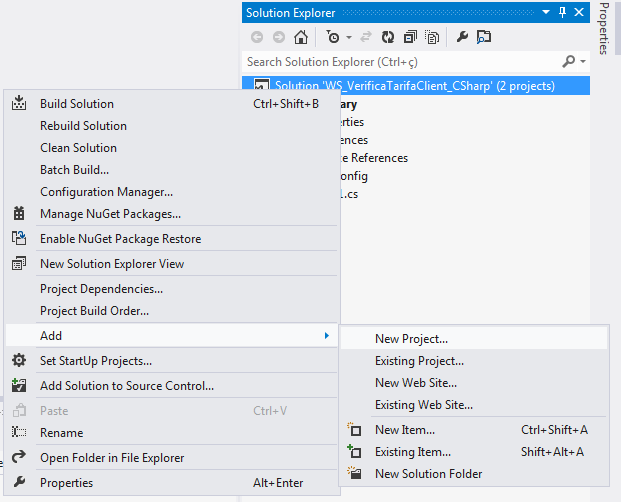 Solution Explorer
Properties
Search Solution Explorer (Ctrl+ç)
Solution 'WS_VerificaTarifaClient_CSharp' (2 projects)
Build Solution Ctrl+Shift+B
Rebuild Solution
Clean Solution
Batch Build...
Configuration Manager...
Manage NuGet Packages...
Enable NuGet Package Restore
New Solution Explorer View
Project Dependencies...
Project Build Order...
Add
Set StartUp Projects...
Add Solution to Source Control...
Paste Ctrl+V
Rename
Open Folder in File Explorer
Properties Alt+Enter
ary
erties
ences
e References
onfig
1.cs
New Project...
Existing Project...
New Web Site...
Existing Web Site...
New Item... Ctrl+Shift+A
Existing Item... Shift+Alt+A
New Solution Folder